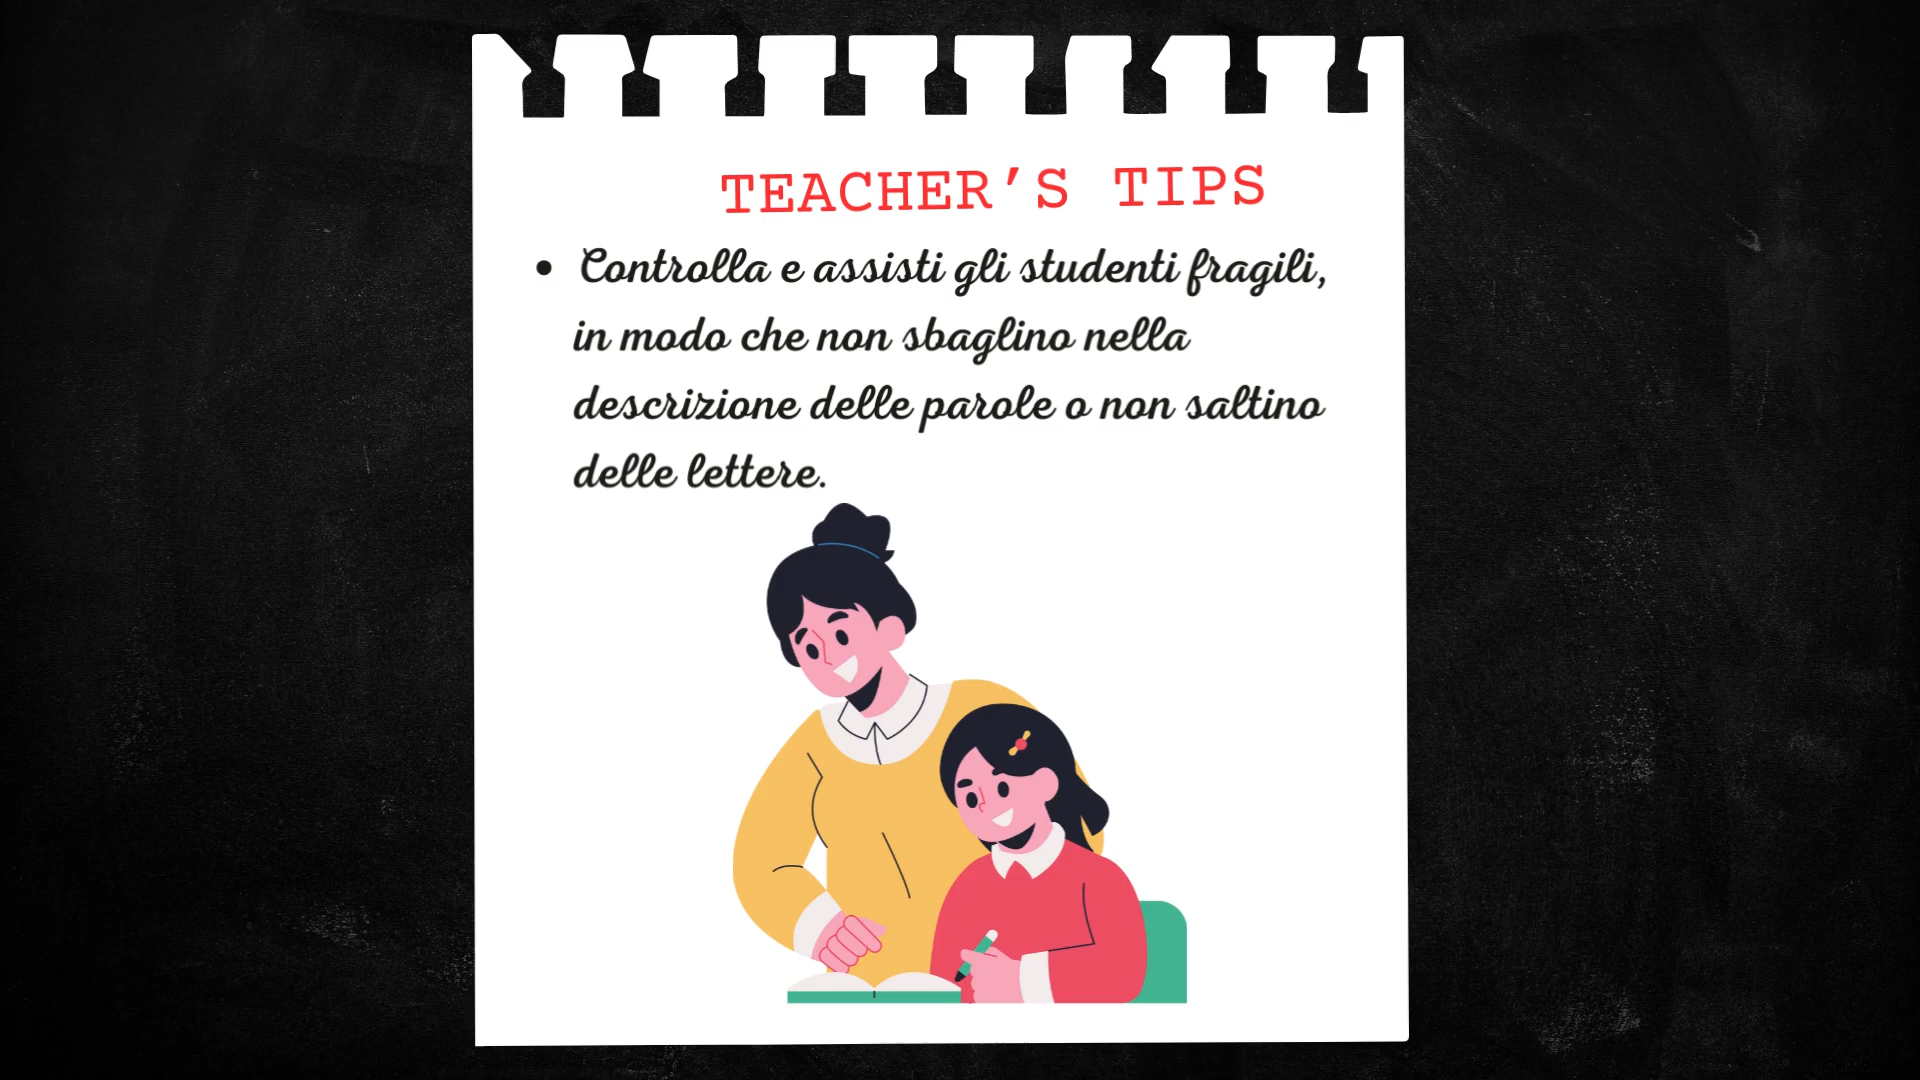 TEACHER'S TIPS
• Controlla e assisti gli studenti fragili,
in modo che non sbaglino nella
descrizione delle parole o non saltino
delle lettere.